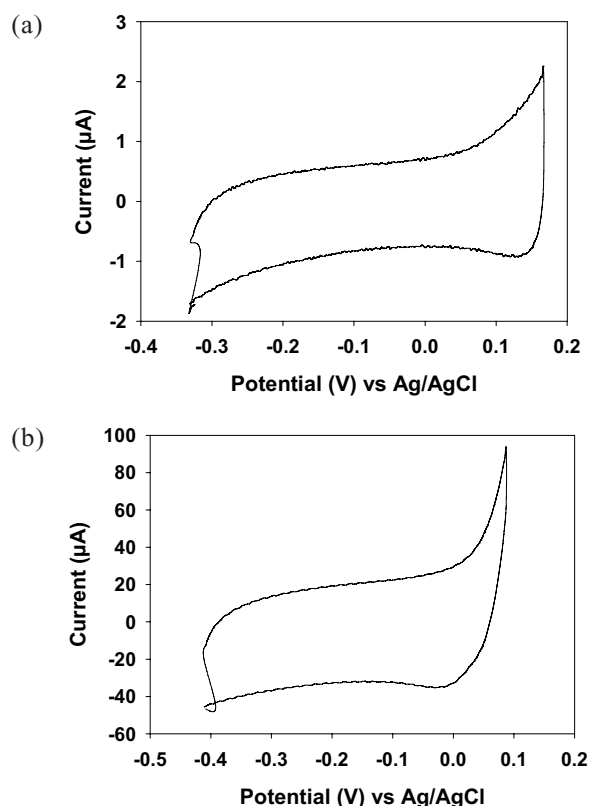 (a)
3
2
1
0
-1
-2
Current (µA)
-0.4 -0.3 -0.2 -0.1 0.0 0.1 0.2
Potential (V) vs Ag/AgCl
(b)
100
80
60
40
20
0
-20
-40
-60
Current (µA)
-0.5 -0.4 -0.3 -0.2 -0.1 0.0 0.1 0.2
Potential (V) vs Ag/AgCl